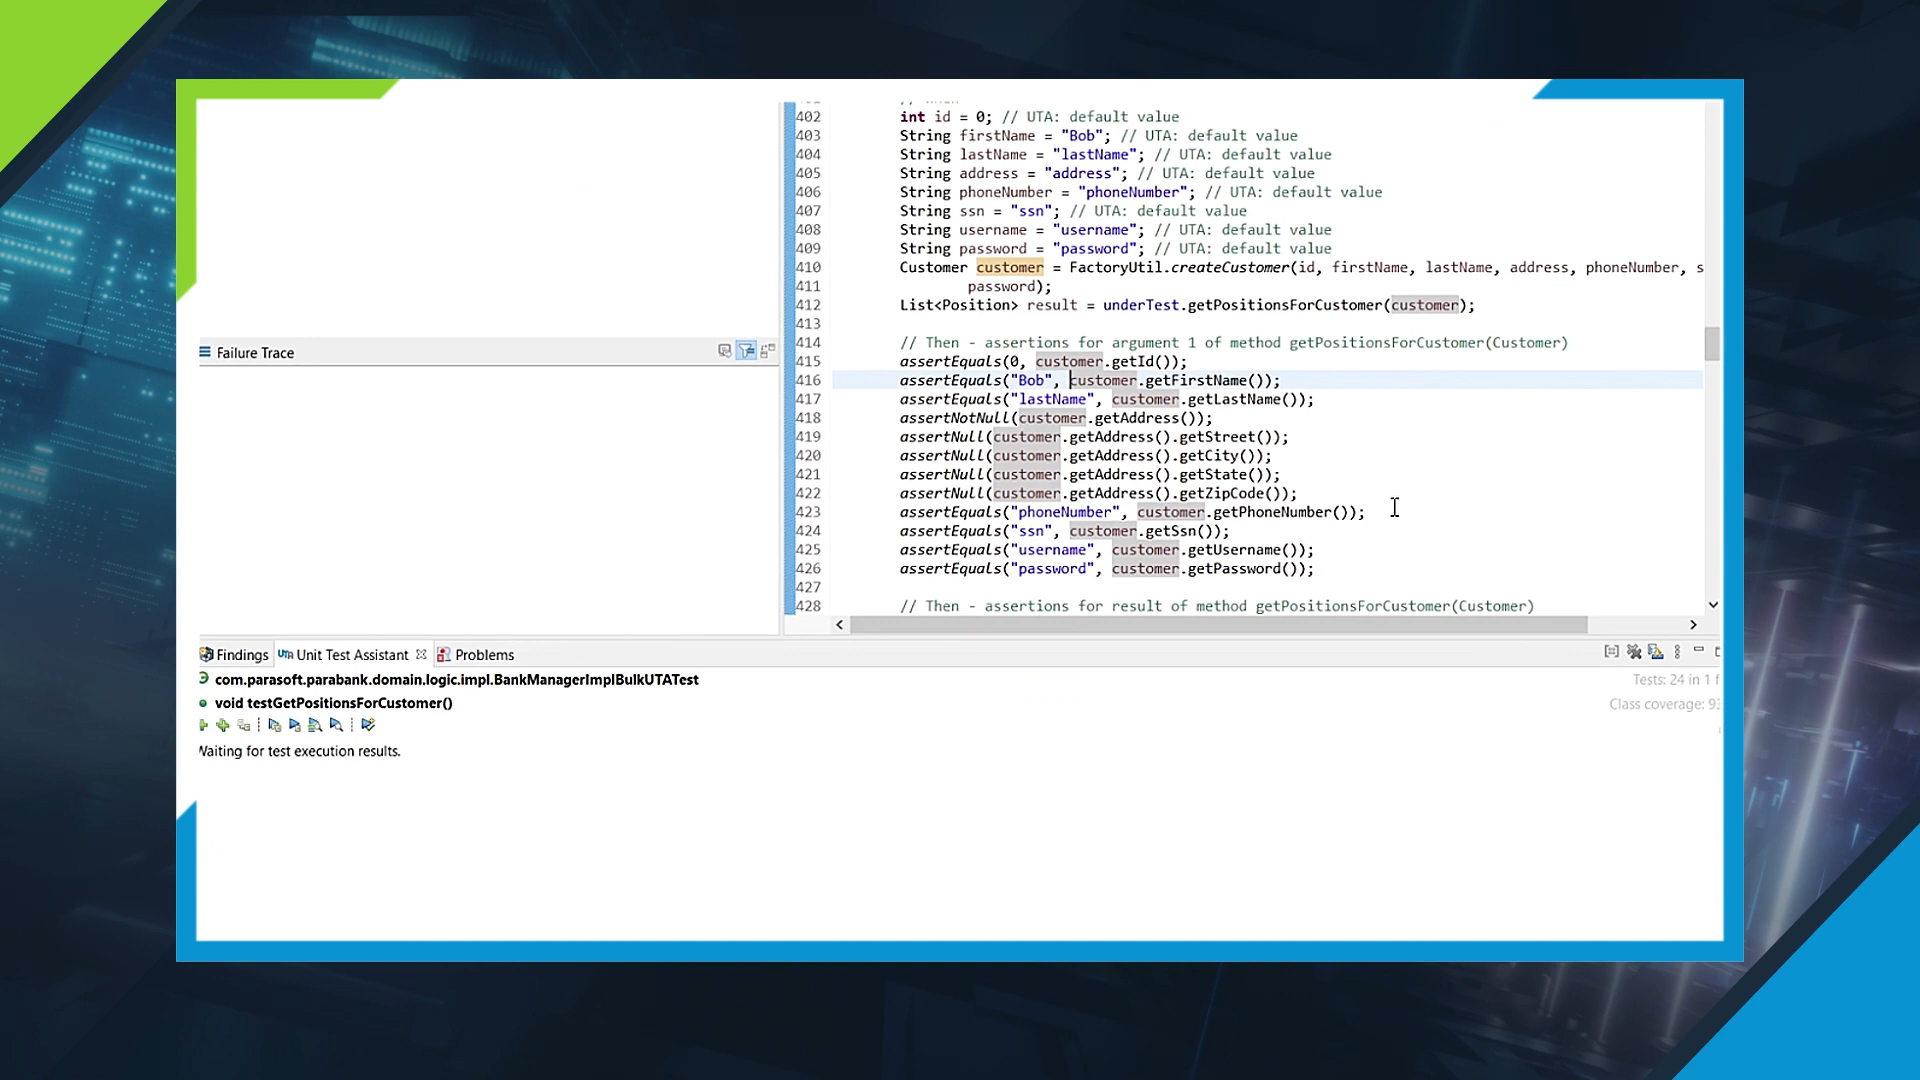 402 int id = 0; // UTA: default value
403 String firstName = "Bob"; // UTA: default value
404 String lastName = "lastName"; // UTA: default value
405 String address = "address"; // UTA: default value
406 String phoneNumber = "phoneNumber"; // UTA: default value
407 String ssn = "ssn"; // UTA: default value
408 String username = "username"; // UTA: default value
409 String password = "password"; // UTA: default value
410 Customer customer = FactoryUtil.createCustomer(id, firstName, lastName, address, phoneNumber, s
411 password);
412 List<Position> result = underTest.getPositionsForCustomer(customer);
413
414 // Then - assertions for argument 1 of method getPositionsForCustomer(Customer)
415 assertEquals(0, customer.getId());
416 assertEquals("Bob", customer.getFirstName());
417 assertEquals("lastName", customer.getLastName());
418 assertNotNull(customer.getAddress());
419 assertNull(customer.getAddress().getStreet());
420 assertNull(customer.getAddress().getCity());
421 assertNull(customer.getAddress().getState());
422 assertNull(customer.getAddress().getZipCode());
423 assertEquals("phoneNumber", customer.getPhoneNumber());
424 assertEquals("ssn", customer.getSsn());
425 assertEquals("username", customer.getUsername());
426 assertEquals("password", customer.getPassword());
427
428 // Then - assertions for result of method getPositionsForCustomer(Customer)
Failure Trace
Findings UTA Unit Test Assistant Problems
com.parasoft.parabank.domain.logic.impl.BankManagerImplBulkUTATest Tests: 24 in 1 f
void testGetPositionsForCustomer() Class coverage: 93
Waiting for test execution results.